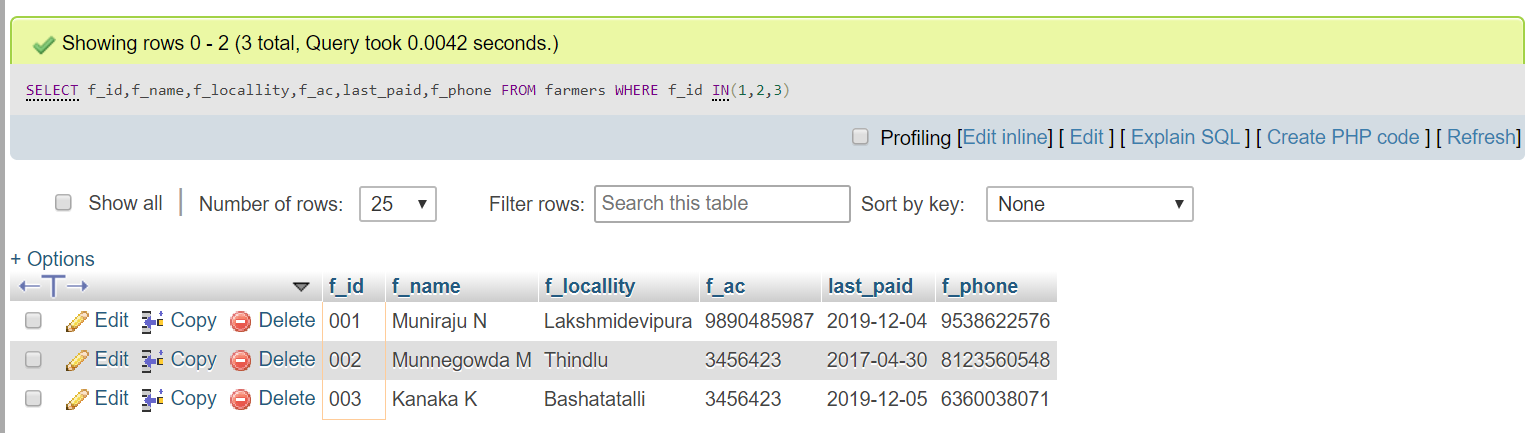 Showing rows 0 - 2 (3 total, Query took 0.0042 seconds.)
SELECT f_id,f_name,f_locallity,f_ac,last_paid,f_phone FROM farmers WHERE f_id IN(1,2,3)
Profiling [Edit inline] [ Edit ] [ Explain SQL ] [ Create PHP code ] [ Refresh]
Show all Number of rows: 25 Filter rows: Search this table Sort by key: None
+ Options
f_id f_name f_locallity f_ac last_paid f_phone
Edit Copy Delete 001 Muniraju N Lakshmidevipura 9890485987 2019-12-04 9538622576
Edit Copy Delete 002 Munnegowda M Thindlu 3456423 2017-04-30 8123560548
Edit Copy Delete 003 Kanaka K Bashatatalli 3456423 2019-12-05 6360038071